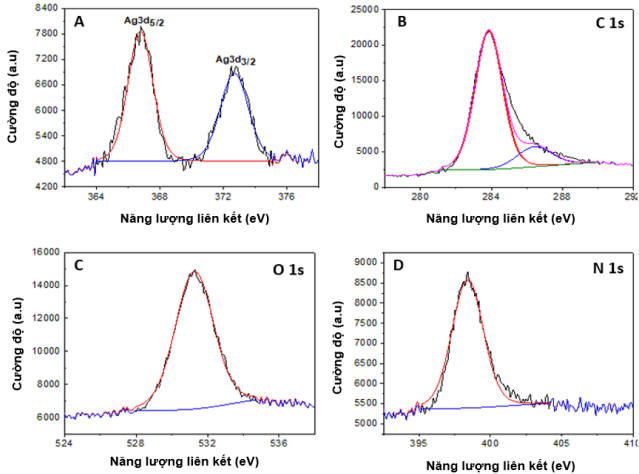 A
Ag3d5/2
Ag3d3/2
7800
7200
6600
6000
5400
4800
4200
364
368
372
376
Cường độ (a.u)
Năng lượng liên kết (eV)
B
C 1s
25000
20000
15000
10000
5000
0
280
284
288
292
Cường độ (a.u)
Năng lượng liên kết (eV)
C
O 1s
16000
14000
12000
10000
8000
6000
524
528
532
536
Cường độ (a.u)
Năng lượng liên kết (eV)
D
N 1s
9000
8500
8000
7500
7000
6500
6000
5500
5000
395
400
405
410
Cường độ (a.u)
Năng lượng liên kết (eV)